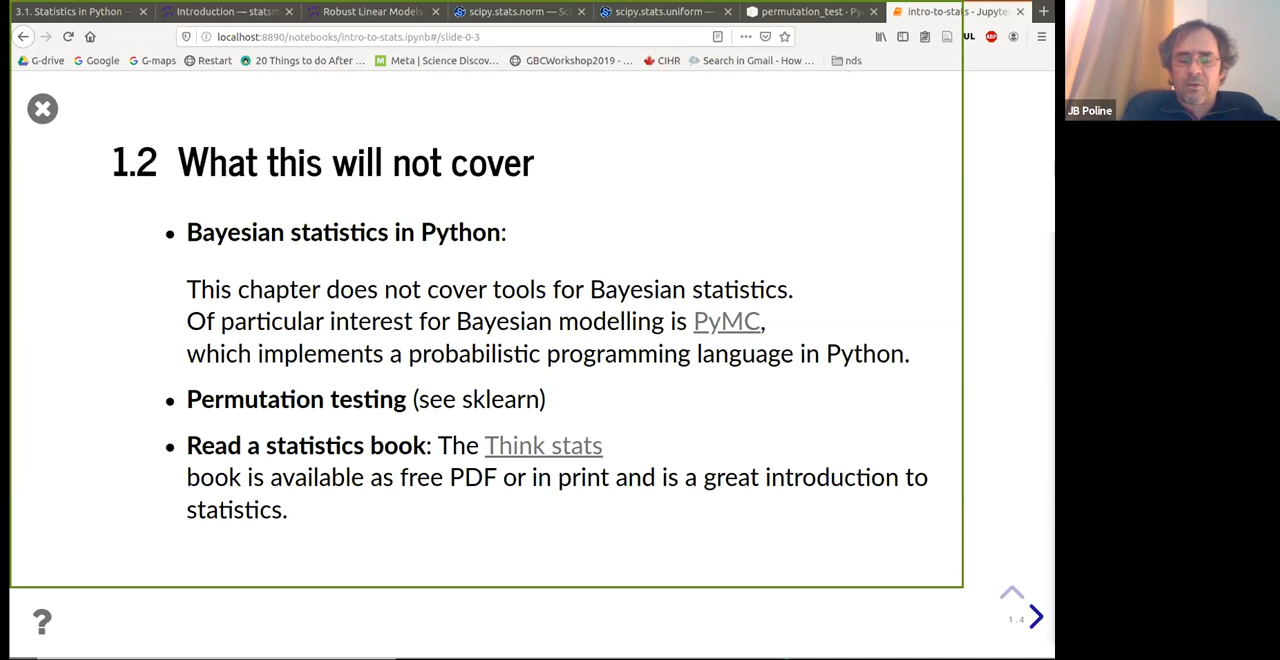 3.1. Statistics in Python
Introduction — statsm
Robust Linear Models
scipy.stats.norm — Sc
scipy.stats.uniform —
permutation_test · Py
intro-to-stats - Jupyter
localhost:8890/notebooks/intro-to-stats.ipynb#/slide-0-3
UL
ABP
G-drive
Google
G-maps
Restart
20 Things to do After ...
Meta | Science Discov...
GBCWorkshop2019 - ...
CIHR
Search in Gmail - How ...
nds
JB Poline
1.2 What this will not cover
• Bayesian statistics in Python:
This chapter does not cover tools for Bayesian statistics.
Of particular interest for Bayesian modelling is PyMC,
which implements a probabilistic programming language in Python.
• Permutation testing (see sklearn)
• Read a statistics book: The Think stats
book is available as free PDF or in print and is a great introduction to
statistics.
?
1.4